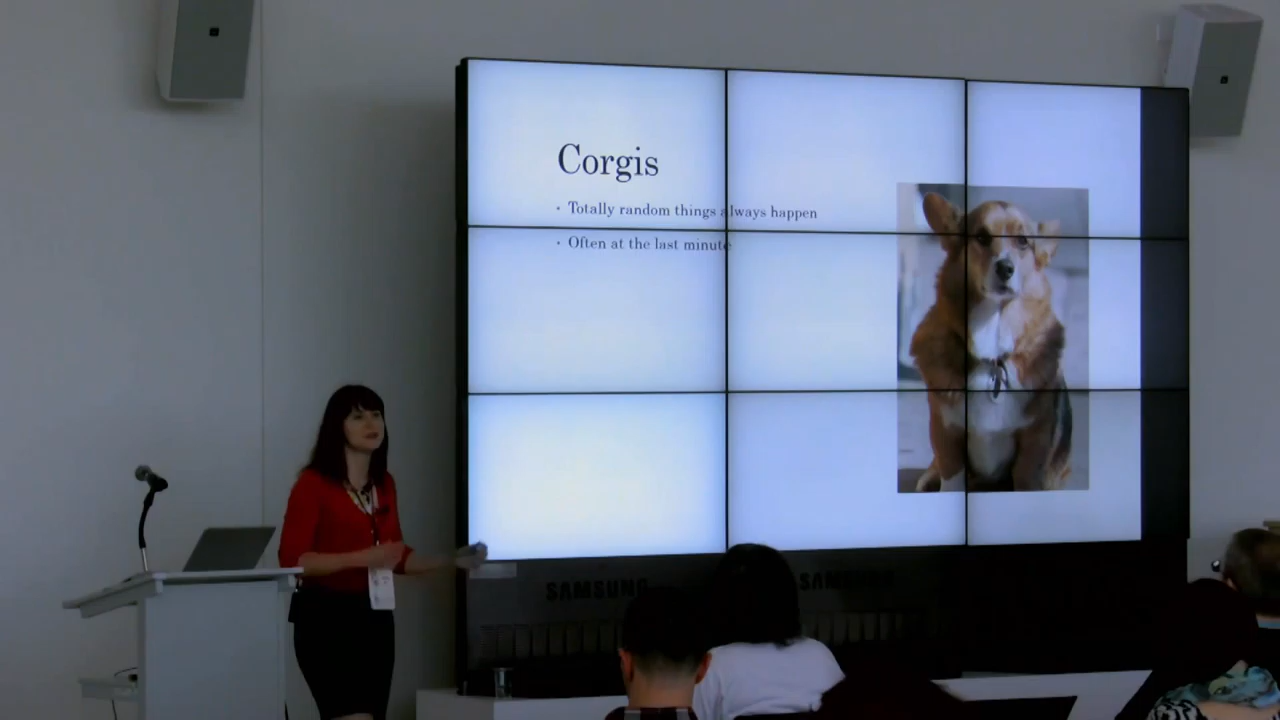 Corgis
• Totally random things always happen
• Often at the last minute
SAMSUNG
SAMSUNG